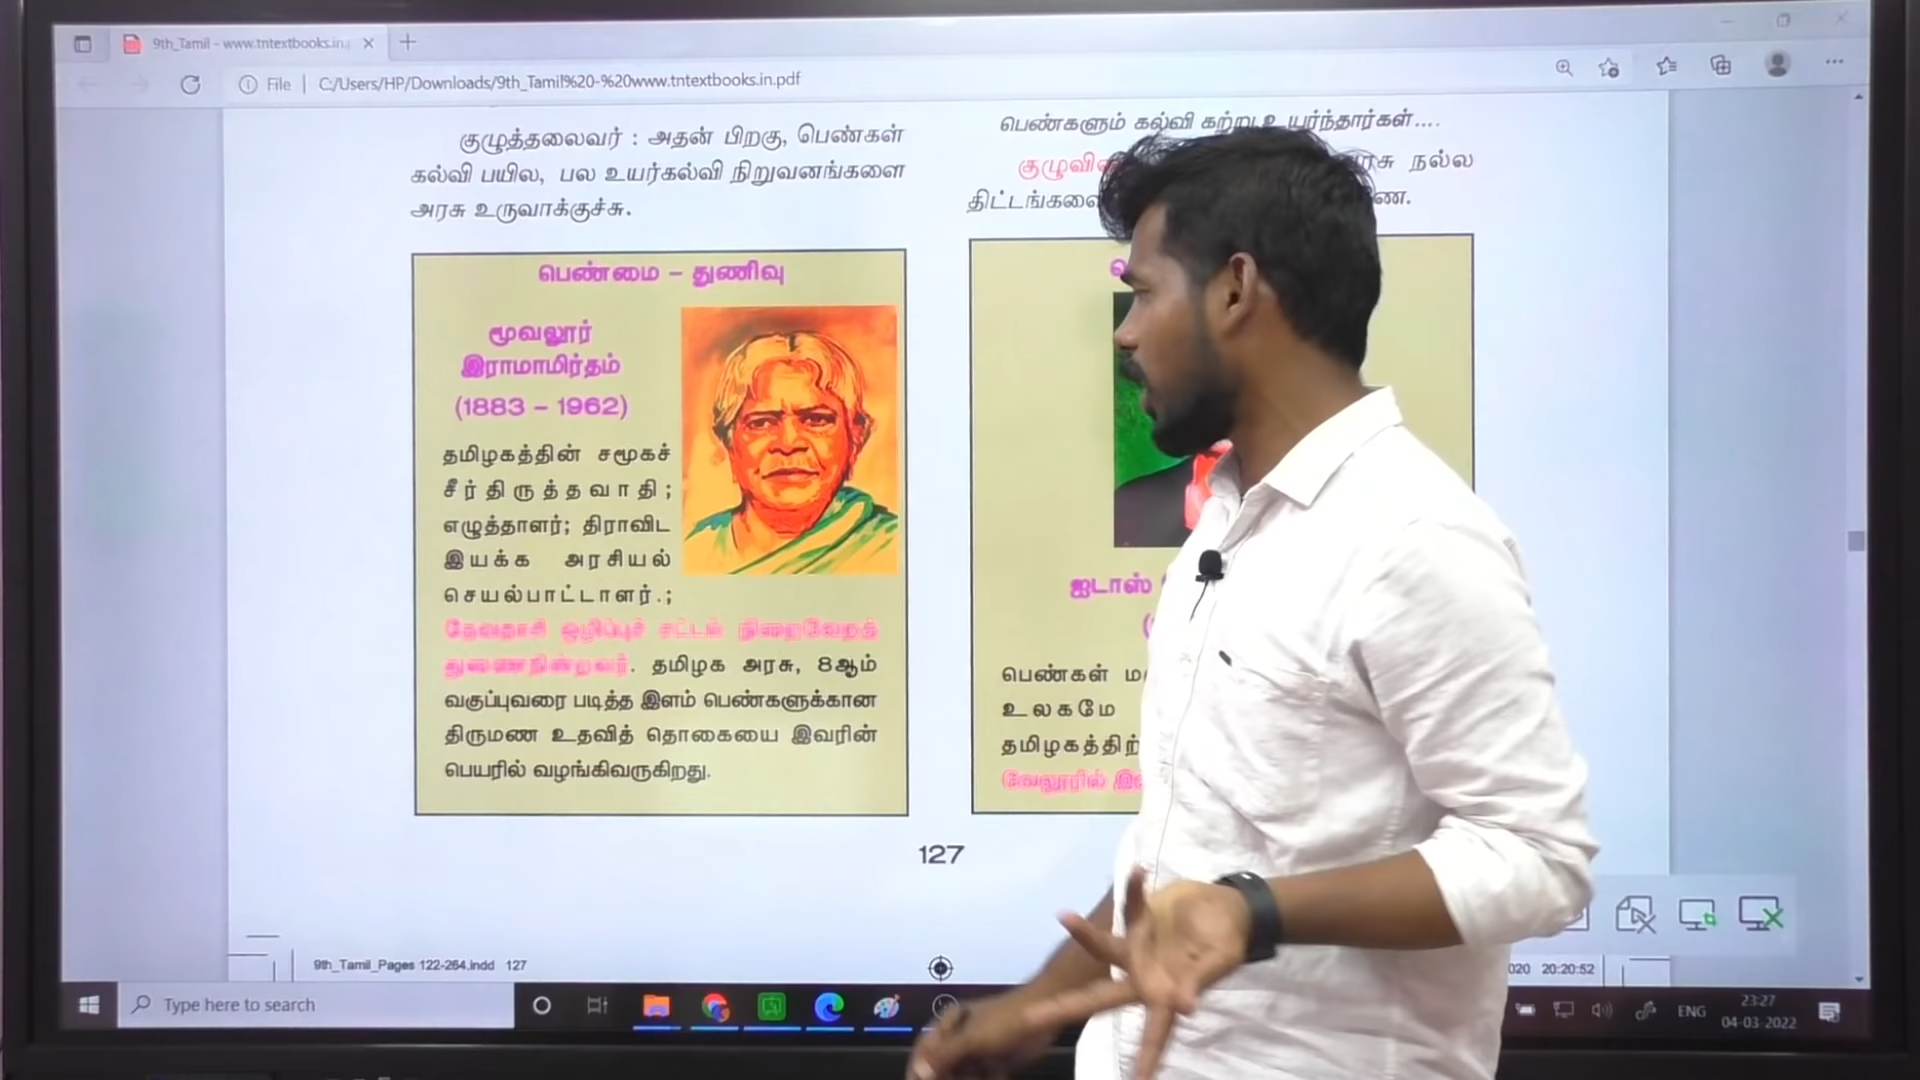 9th_Tamil - www.tntextbooks.in.
File | C:/Users/HP/Downloads/9th_Tamil%20-%20www.tntextbooks.in.pdf
குழுத்தலைவர் : அதன் பிறகு, பெண்கள்
கல்வி பயில, பல உயர்கல்வி நிறுவனங்களை
அரசு உருவாக்குச்சு.
பெண்மை – துணிவு
மூவலூர்
இராமாமிர்தம்
(1883 – 1962)
தமிழகத்தின் சமூகச்
சீர்திருத்தவாதி;
எழுத்தாளர்; திராவிட
இயக்க அரசியல்
செயல்பாட்டாளர்.;
தேவதாசி ஒழிப்புச் சட்டம் நிறைவேறத்
துணைநின்றவர். தமிழக அரசு, 8ஆம்
வகுப்புவரை படித்த இளம் பெண்களுக்கான
திருமண உதவித் தொகையை இவரின்
பெயரில் வழங்கிவருகிறது.
பெண்களும் கல்வி கற்று உயர்ந்தார்கள்....
நல்ல
ஐடாஸ்
பெண்கள்
உலகமே
வேலூரில்
127
9th_Tamil_Pages 122-264.indd 127
20:20:52
Type here to search
ENG
23:27
04-03-2022